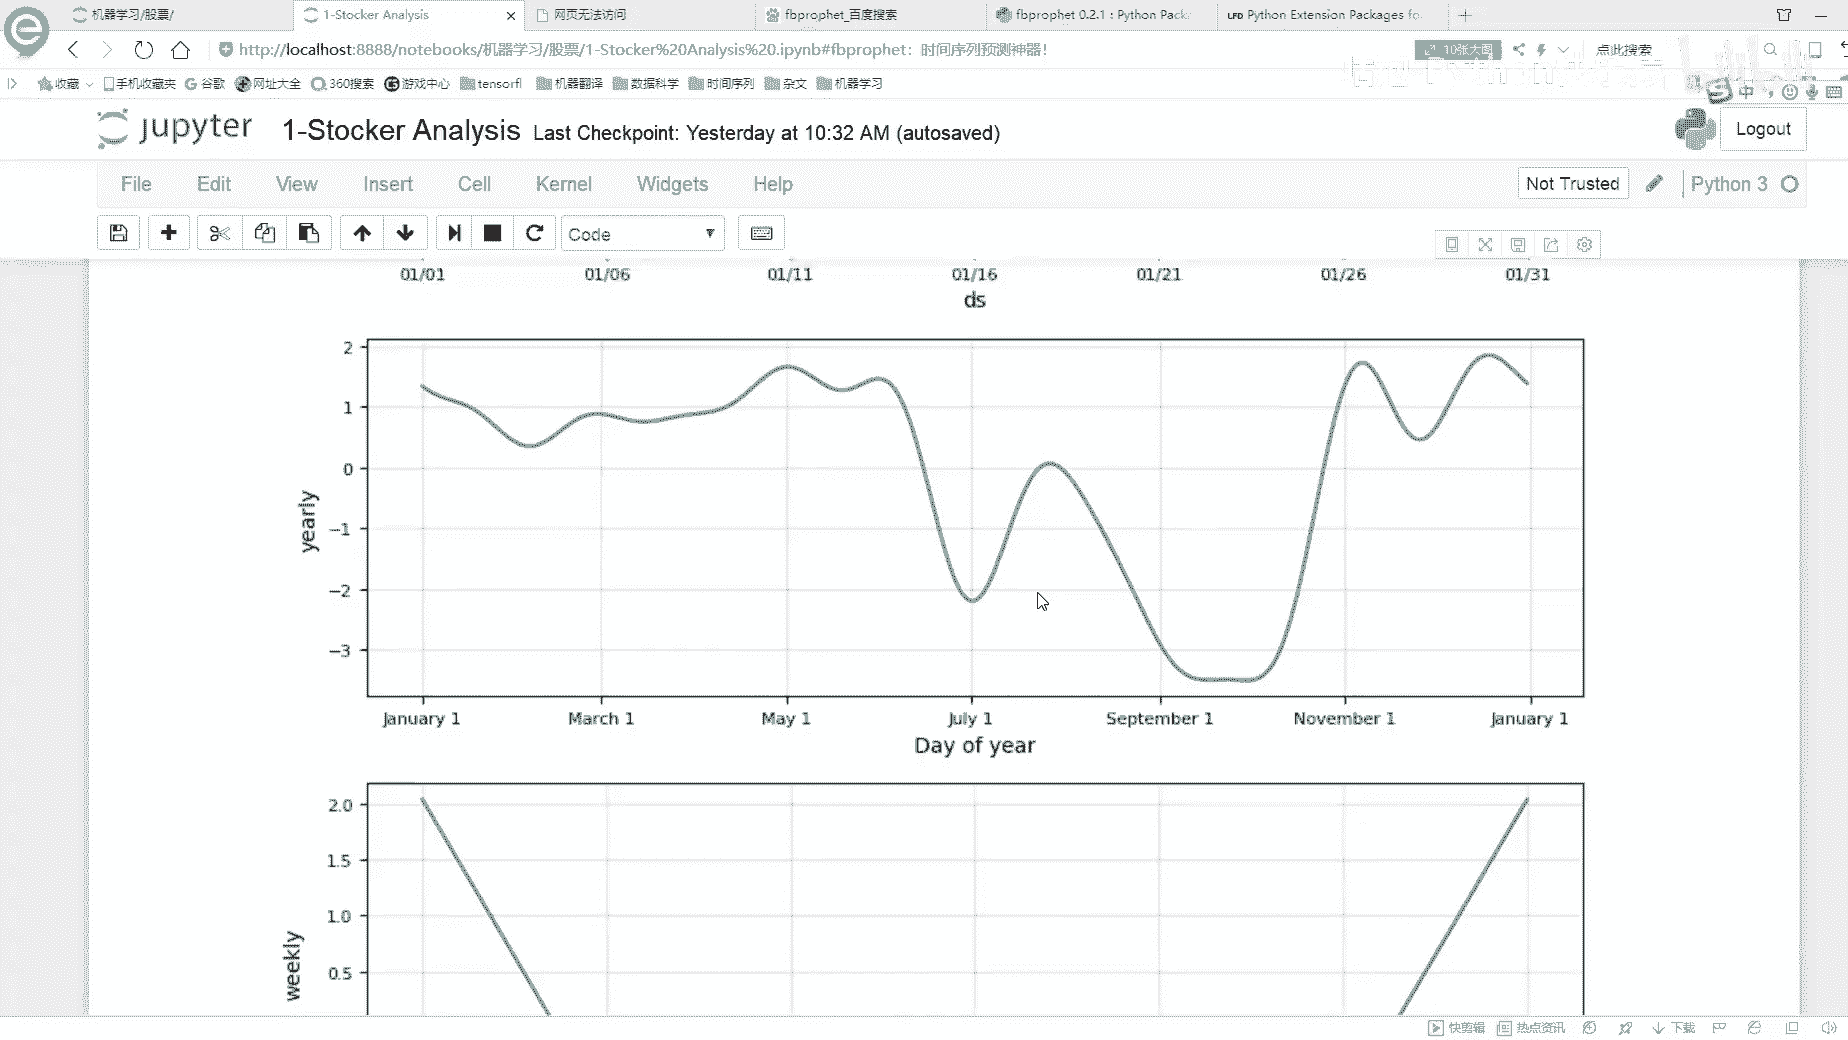 机器学习/股票/
1-Stocker Analysis
网页无法访问
fbprophet_百度搜索
fbprophet 0.2.1 : Python Pack
LFD Python Extension Packages fo
http://localhost:8888/notebooks/机器学习/股票/1-Stocker%20Analysis%20.ipynb#fbprophet：时间序列预测神器！
10张大图
点此搜索
收藏
手机收藏夹
谷歌
网址大全
360搜索
游戏中心
tensorfl
机器翻译
数据科学
时间序列
杂文
机器学习
中
jupyter
1-Stocker Analysis
Last Checkpoint: Yesterday at 10:32 AM (autosaved)
Logout
File
Edit
View
Insert
Cell
Kernel
Widgets
Help
Not Trusted
Python 3
Code
01/01
01/06
01/11
01/16
01/21
01/26
01/31
ds
2
1
0
−1
−2
−3
yearly
January 1
March 1
May 1
July 1
September 1
November 1
January 1
Day of year
2.0
1.5
1.0
0.5
weekly
快剪辑
热点资讯
下载